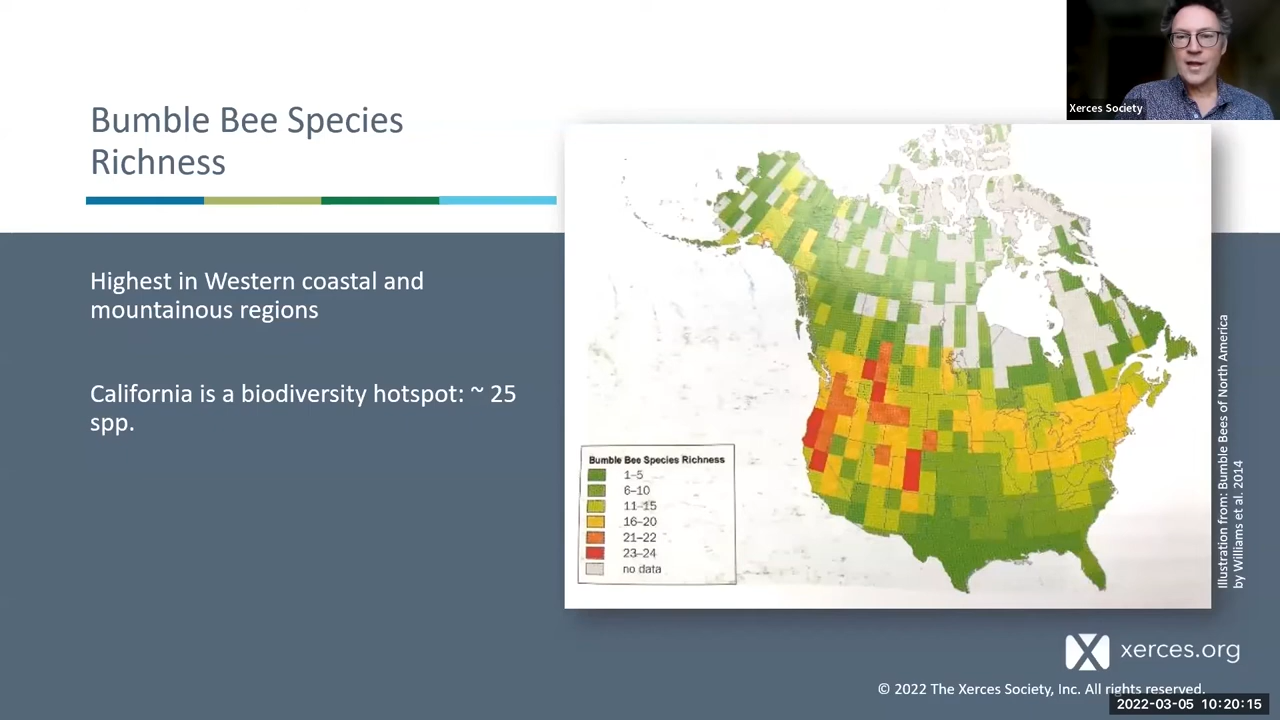 Xerces Society
Bumble Bee Species
Richness
Highest in Western coastal and
mountainous regions
California is a biodiversity hotspot: ~ 25
spp.
Bumble Bee Species Richness
1–5
6–10
11–15
16–20
21–22
23–24
no data
Illustration from: Bumble Bees of North America
by Williams et al. 2014
xerces.org
© 2022 The Xerces Society, Inc. All rights reserved.
2022-03-05 10:20:15